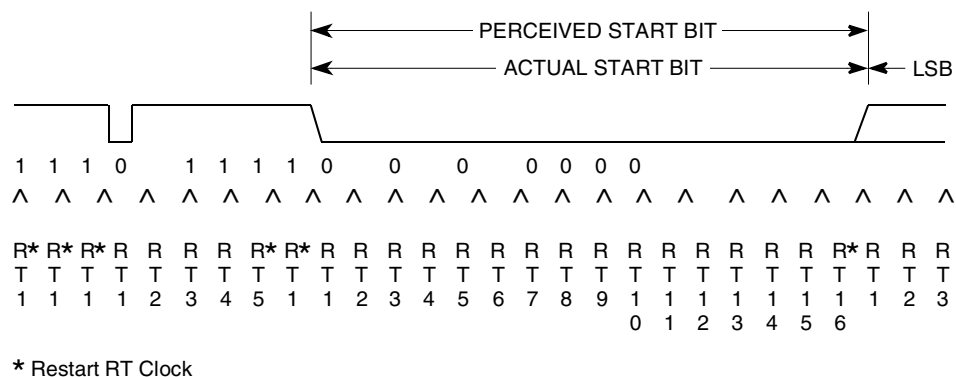 PERCEIVED START BIT
ACTUAL START BIT
LSB
1 1 1 0 1 1 1 1 0 0 0 0 0 0 0
R* R* R* R R R R R* R* R R R R R R R R R R R R R R R R* R R R
T T T T T T T T T T T T T T T T T T T T T T T T T T T T
1 1 1 1 2 3 4 5 1 1 2 3 4 5 6 7 8 9 1 1 1 1 1 1 1 1 2 3
0 1 2 3 4 5 6
* Restart RT Clock